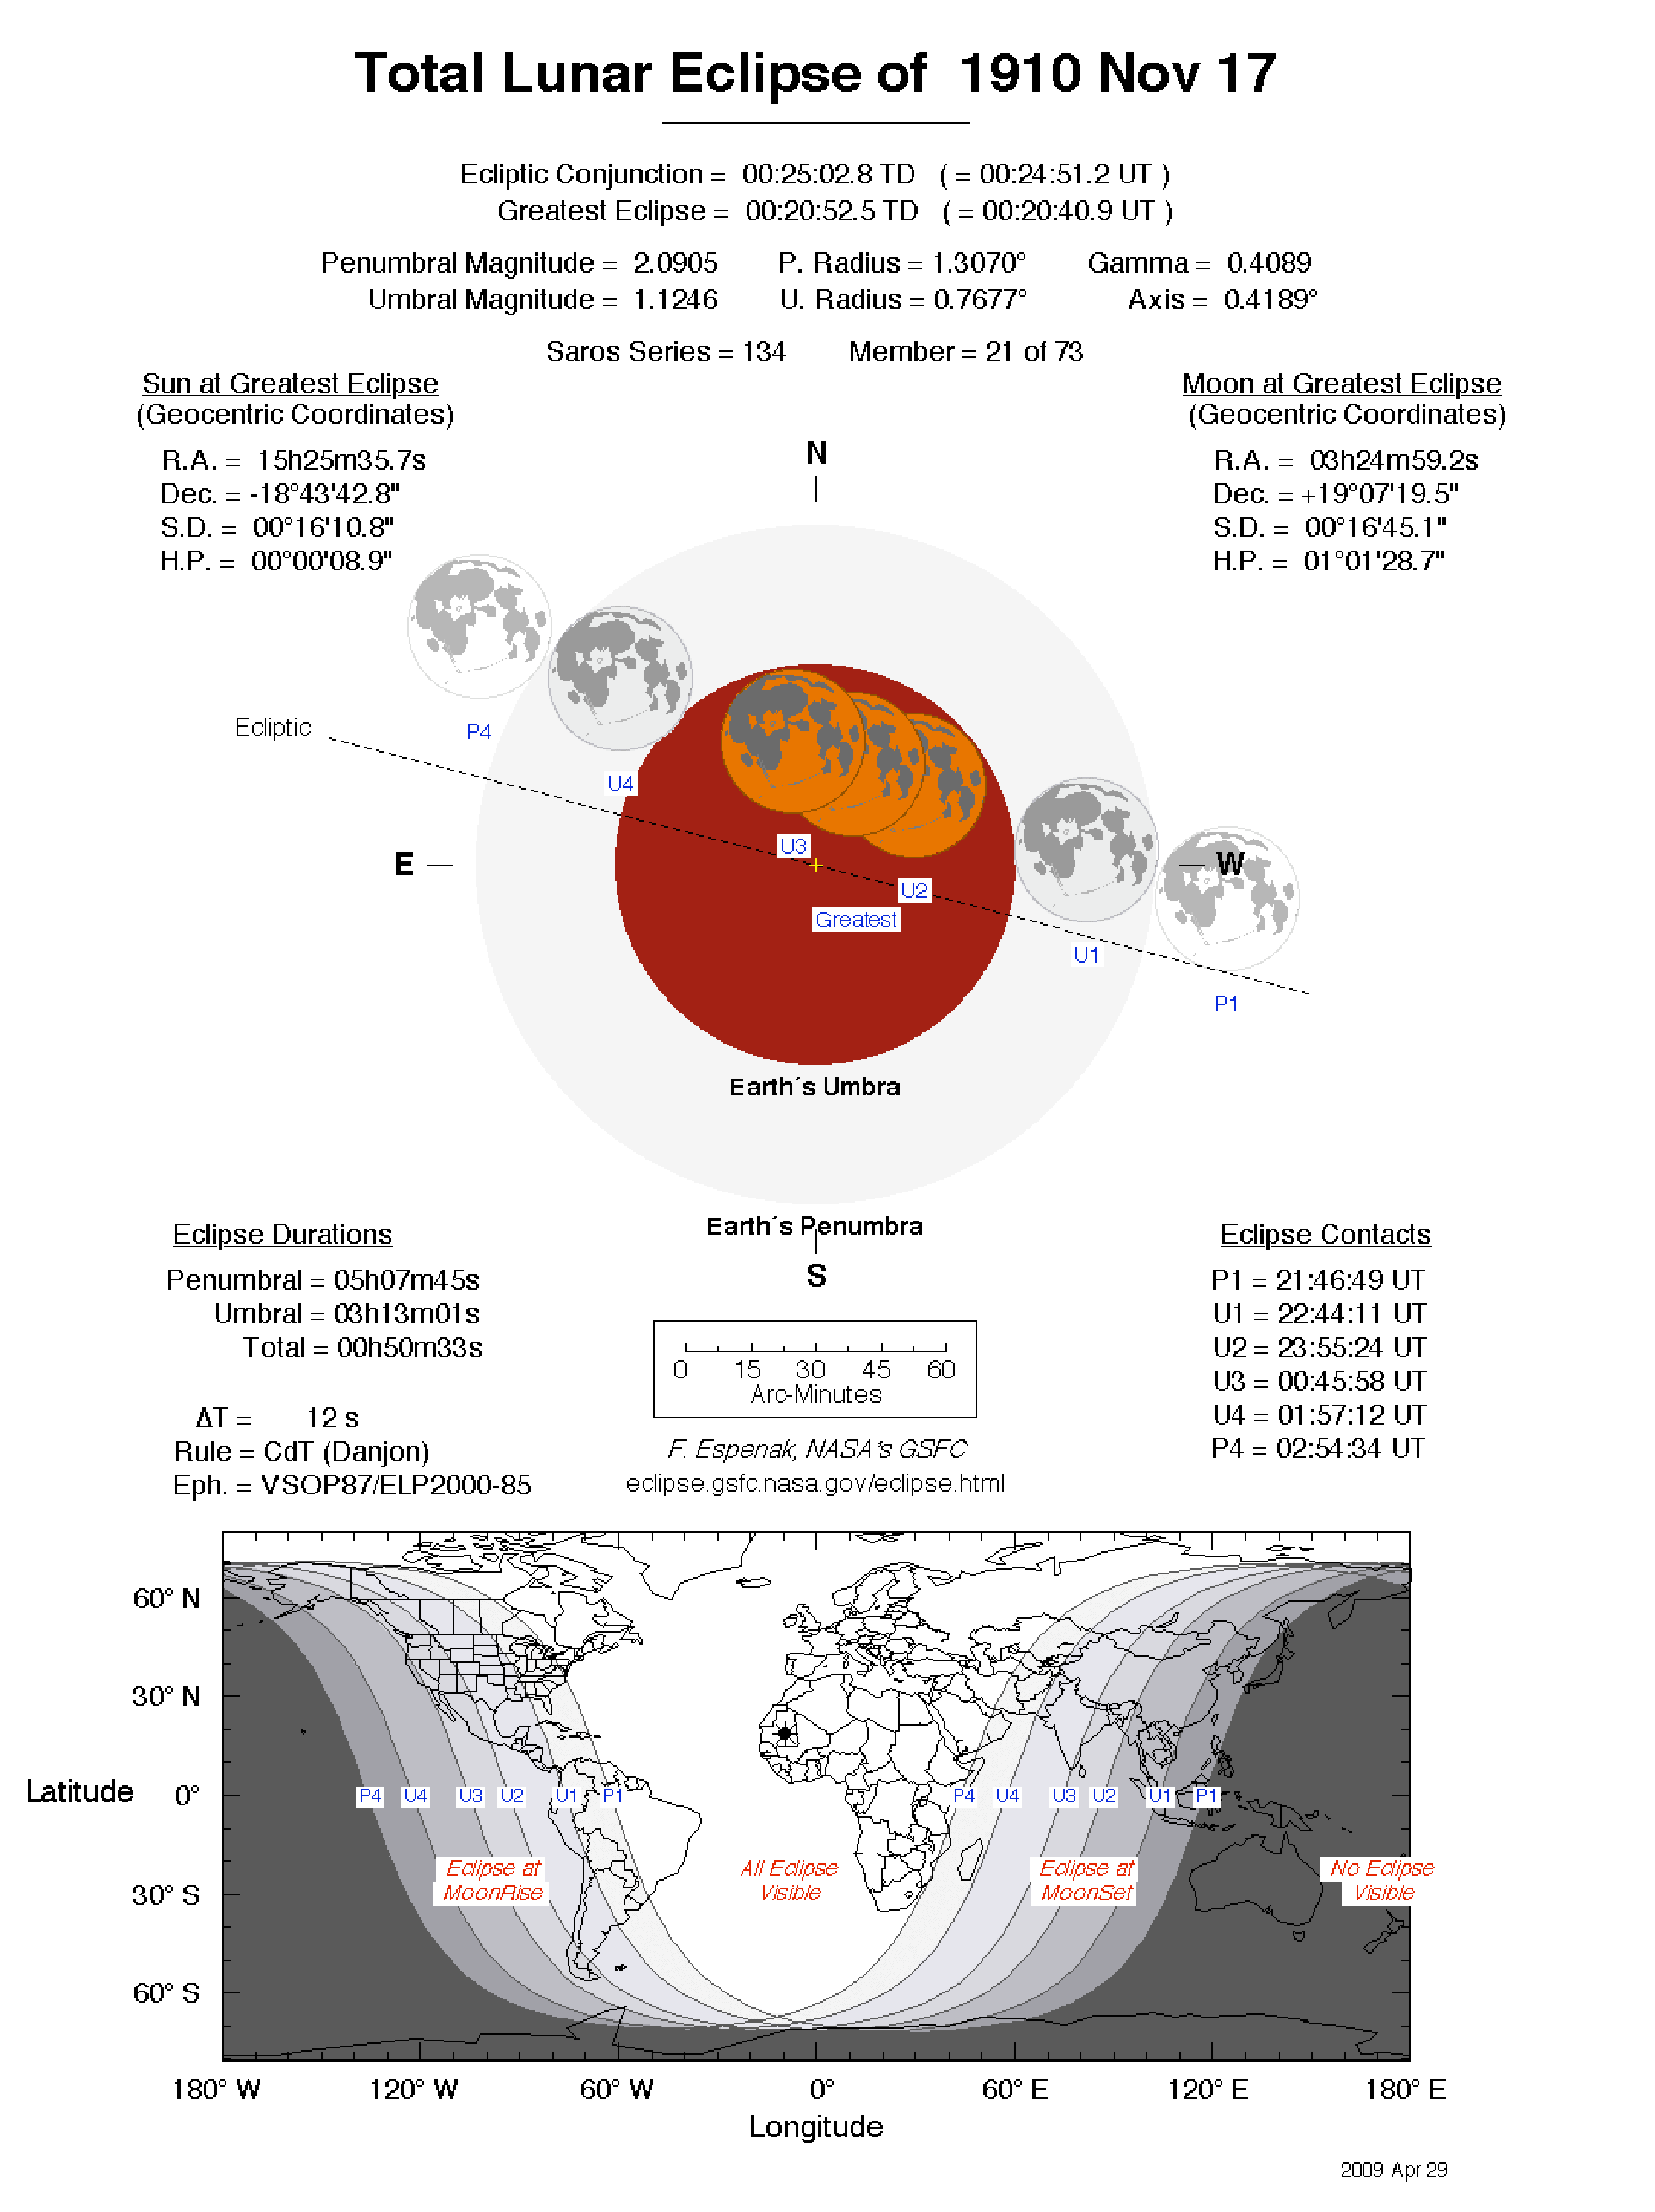 Total Lunar Eclipse of 1910 Nov 17
Ecliptic Conjunction = 00:25:02.8 TD ( = 00:24:51.2 UT )
Greatest Eclipse = 00:20:52.5 TD ( = 00:20:40.9 UT )
Penumbral Magnitude = 2.0905 P. Radius = 1.3070° Gamma = 0.4089
Umbral Magnitude = 1.1246 U. Radius = 0.7677° Axis = 0.4189°
Saros Series = 134 Member = 21 of 73
Sun at Greatest Eclipse
(Geocentric Coordinates)
R.A. = 15h25m35.7s
Dec. = -18°43'42.8"
S.D. = 00°16'10.8"
H.P. = 00°00'08.9"
Moon at Greatest Eclipse
(Geocentric Coordinates)
R.A. = 03h24m59.2s
Dec. = +19°07'19.5"
S.D. = 00°16'45.1"
H.P. = 01°01'28.7"
N
Ecliptic
P4
U4
U3
E
W
U2
Greatest
U1
P1
Earth´s Umbra
Earth´s Penumbra
S
Eclipse Durations
Penumbral = 05h07m45s
Umbral = 03h13m01s
Total = 00h50m33s
ΔT = 12 s
Rule = CdT (Danjon)
Eph. = VSOP87/ELP2000-85
0 15 30 45 60
Arc-Minutes
F. Espenak, NASA's GSFC
eclipse.gsfc.nasa.gov/eclipse.html
Eclipse Contacts
P1 = 21:46:49 UT
U1 = 22:44:11 UT
U2 = 23:55:24 UT
U3 = 00:45:58 UT
U4 = 01:57:12 UT
P4 = 02:54:34 UT
60° N
30° N
Latitude 0°
30° S
60° S
P4 U4 U3 U2 U1 P1 P4 U4 U3 U2 U1 P1
Eclipse at
MoonRise
All Eclipse
Visible
Eclipse at
MoonSet
No Eclipse
Visible
180° W 120° W 60° W 0° 60° E 120° E 180° E
Longitude
2009 Apr 29